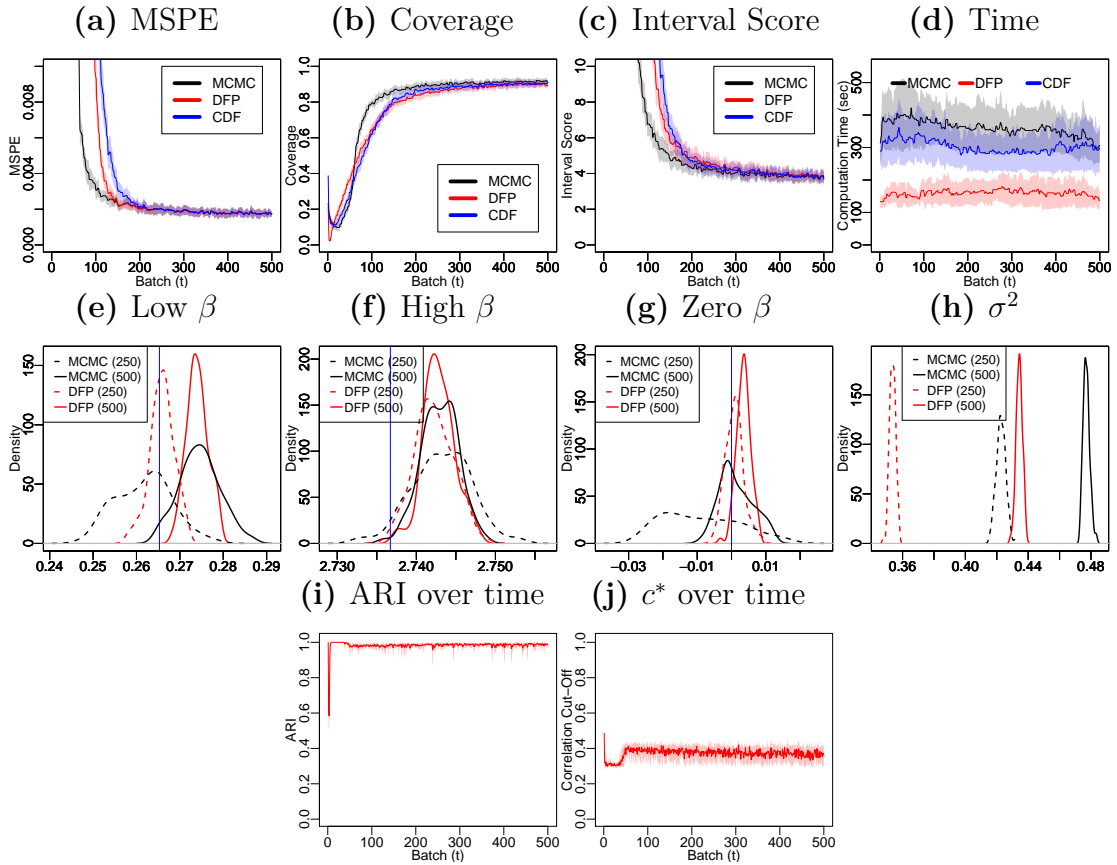 (a) MSPE
(b) Coverage
(c) Interval Score
(d) Time
MSPE
0.000 0.004 0.008
MCMC
DFP
CDF
0 100 200 300 400 500
Batch (t)
Coverage
0.0 0.2 0.4 0.6 0.8 1.0
MCMC
DFP
CDF
0 100 200 300 400 500
Batch (t)
Interval Score
0 2 4 6 8 10
MCMC
DFP
CDF
0 100 200 300 400 500
Batch (t)
Computation Time (sec)
0 100 300 500
MCMC DFP CDF
0 100 200 300 400 500
Batch (t)
(e) Low β
(f) High β
(g) Zero β
(h) σ²
Density
0 50 100 150
MCMC (250)
MCMC (500)
DFP (250)
DFP (500)
0.24 0.25 0.26 0.27 0.28 0.29
Density
0 50 100 150 200
MCMC (250)
MCMC (500)
DFP (250)
DFP (500)
2.730 2.740 2.750
Density
0 50 100 150 200
MCMC (250)
MCMC (500)
DFP (250)
DFP (500)
−0.03 −0.01 0.01
Density
0 50 100 200
MCMC (250)
MCMC (500)
DFP (250)
DFP (500)
0.36 0.40 0.44 0.48
(i) ARI over time
(j) c* over time
ARI
0.0 0.2 0.4 0.6 0.8 1.0
0 100 200 300 400 500
Batch (t)
Correlation Cut−Off
0.0 0.2 0.4 0.6 0.8 1.0
0 100 200 300 400 500
Batch (t)